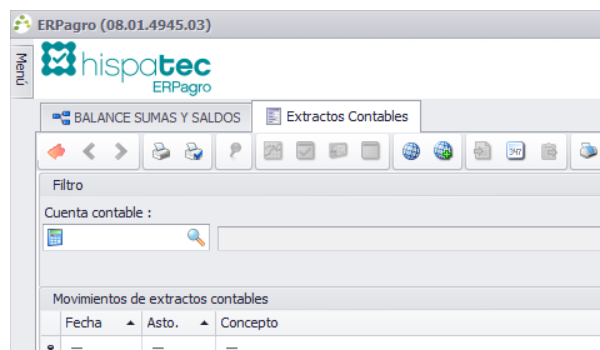 ERPagro (08.01.4945.03)
Menú
hispatec
ERPagro
BALANCE SUMAS Y SALDOS Extractos Contables
347
Filtro
Cuenta contable :
Movimientos de extractos contables
Fecha Asto. Concepto